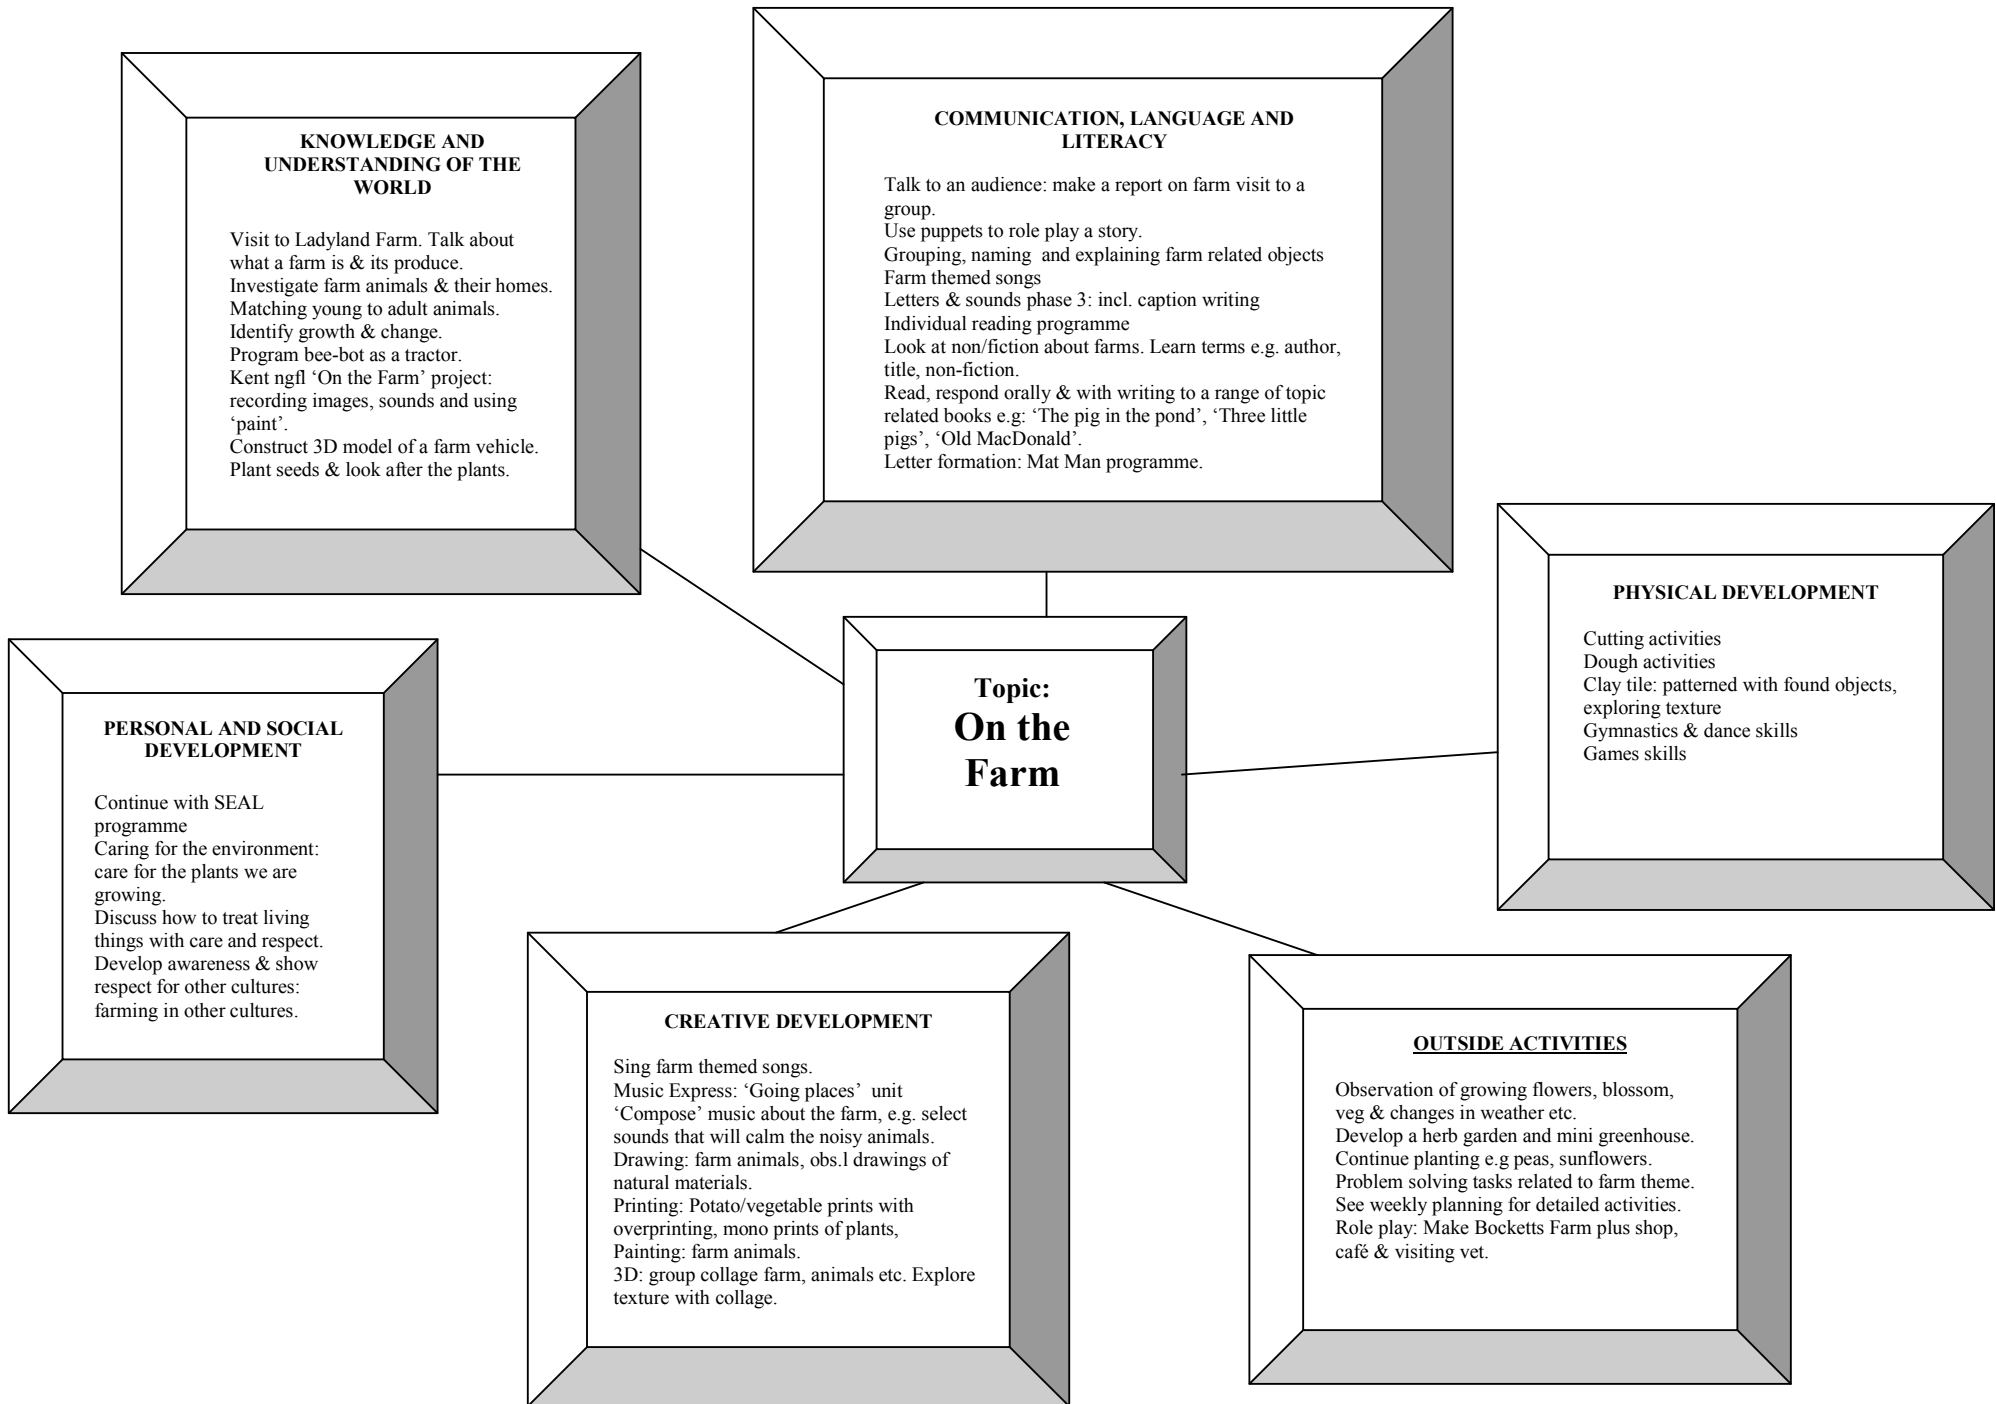 KNOWLEDGE AND
UNDERSTANDING OF THE
WORLD
Visit to Ladyland Farm. Talk about
what a farm is & its produce.
Investigate farm animals & their homes.
Matching young to adult animals.
Identify growth & change.
Program bee-bot as a tractor.
Kent ngfl ‘On the Farm’ project:
recording images, sounds and using
‘paint’.
Construct 3D model of a farm vehicle.
Plant seeds & look after the plants.
COMMUNICATION, LANGUAGE AND
LITERACY
Talk to an audience: make a report on farm visit to a
group.
Use puppets to role play a story.
Grouping, naming  and explaining farm related objects
Farm themed songs
Letters & sounds phase 3: incl. caption writing
Individual reading programme
Look at non/fiction about farms. Learn terms e.g. author,
title, non-fiction.
Read, respond orally & with writing to a range of topic
related books e.g: ‘The pig in the pond’, ‘Three little
pigs’, ‘Old MacDonald’.
Letter formation: Mat Man programme.
PHYSICAL DEVELOPMENT
Cutting activities
Dough activities
Clay tile: patterned with found objects,
exploring texture
Gymnastics & dance skills
Games skills
Topic:
On the
Farm
PERSONAL AND SOCIAL
DEVELOPMENT
Continue with SEAL
programme
Caring for the environment:
care for the plants we are
growing.
Discuss how to treat living
things with care and respect.
Develop awareness & show
respect for other cultures:
farming in other cultures.
CREATIVE DEVELOPMENT
Sing farm themed songs.
Music Express: ‘Going places’  unit
‘Compose’ music about the farm, e.g. select
sounds that will calm the noisy animals.
Drawing: farm animals, obs.l drawings of
natural materials.
Printing: Potato/vegetable prints with
overprinting, mono prints of plants,
Painting: farm animals.
3D: group collage farm, animals etc. Explore
texture with collage.
OUTSIDE ACTIVITIES
Observation of growing flowers, blossom,
veg & changes in weather etc.
Develop a herb garden and mini greenhouse.
Continue planting e.g peas, sunflowers.
Problem solving tasks related to farm theme.
See weekly planning for detailed activities.
Role play: Make Bocketts Farm plus shop,
café & visiting vet.